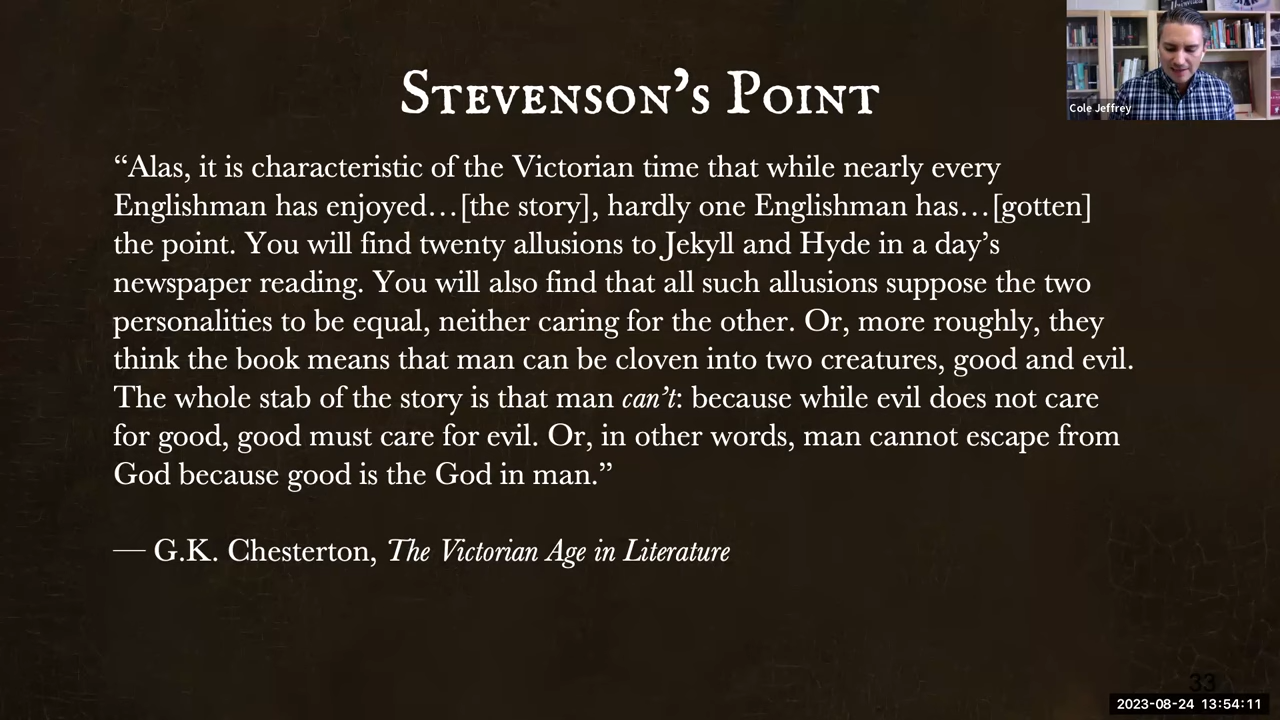 Stevenson's Point
Cole Jeffrey
“Alas, it is characteristic of the Victorian time that while nearly every
Englishman has enjoyed…[the story], hardly one Englishman has…[gotten]
the point. You will find twenty allusions to Jekyll and Hyde in a day’s
newspaper reading. You will also find that all such allusions suppose the two
personalities to be equal, neither caring for the other. Or, more roughly, they
think the book means that man can be cloven into two creatures, good and evil.
The whole stab of the story is that man can’t: because while evil does not care
for good, good must care for evil. Or, in other words, man cannot escape from
God because good is the God in man.”
— G.K. Chesterton, The Victorian Age in Literature
33
2023-08-24 13:54:11